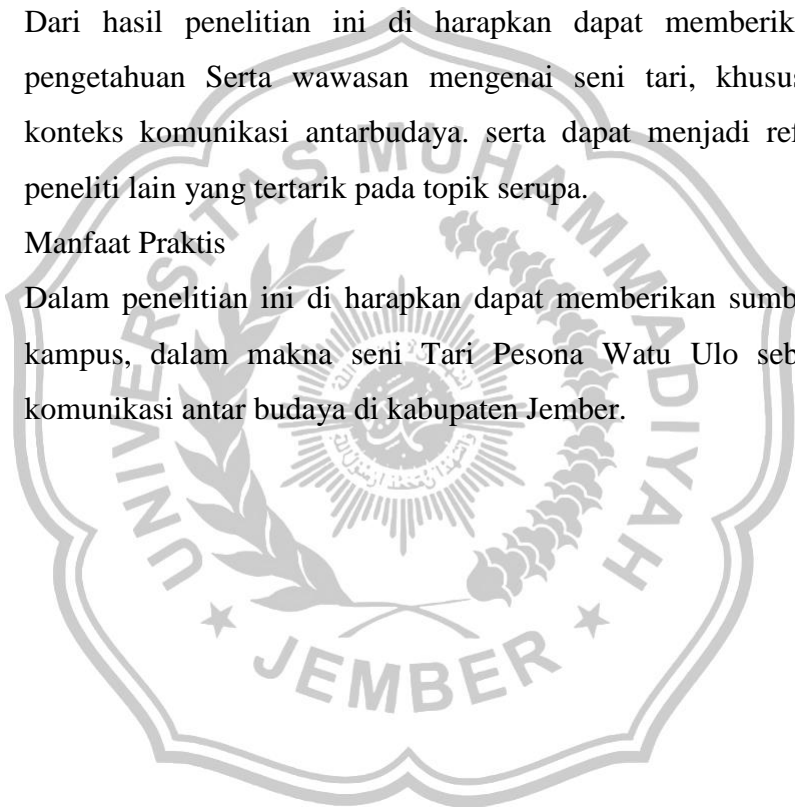 Dari hasil penelitian ini di harapkan dapat memberik
pengetahuan Serta wawasan mengenai seni tari, khusus
konteks komunikasi antarbudaya. serta dapat menjadi ref
peneliti lain yang tertarik pada topik serupa.
Manfaat Praktis
Dalam penelitian ini di harapkan dapat memberikan sumb
kampus, dalam makna seni Tari Pesona Watu Ulo seb
komunikasi antar budaya di kabupaten Jember.
UNIVERSITAS MUHAMMADIYAH
JEMBER